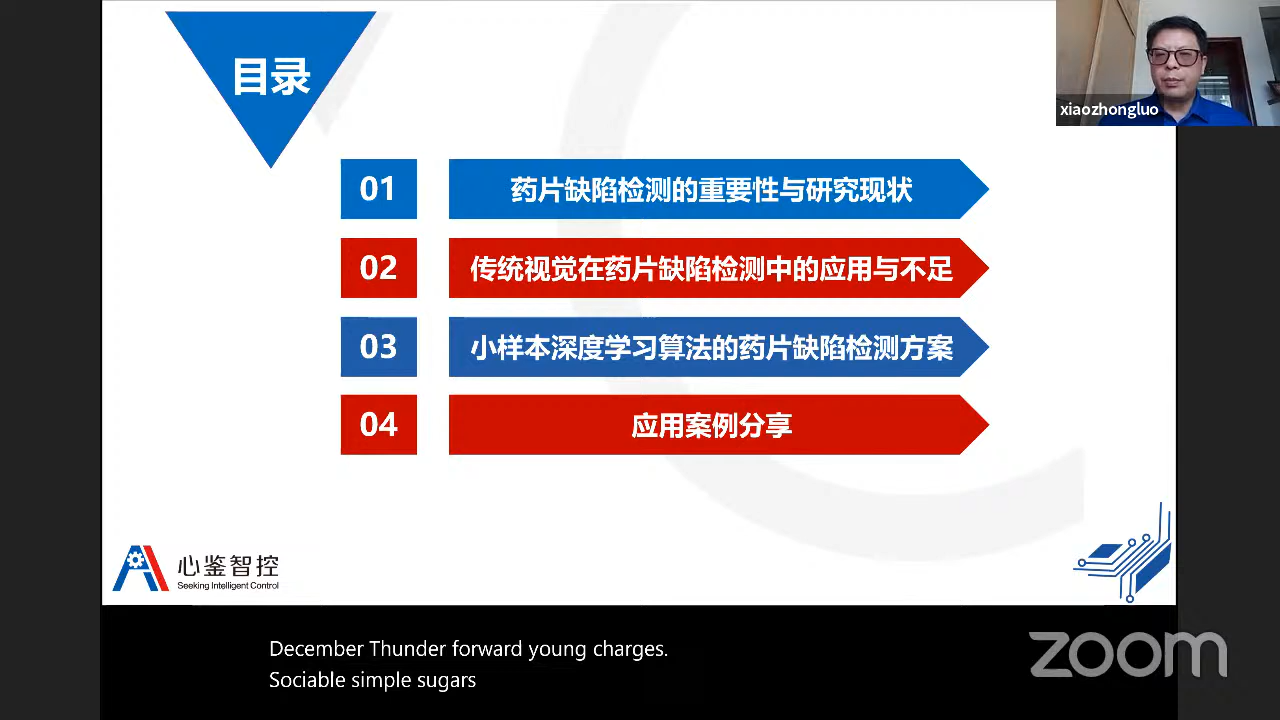 目录
xiaozhongluo
01 药片缺陷检测的重要性与研究现状
02 传统视觉在药片缺陷检测中的应用与不足
03 小样本深度学习算法的药片缺陷检测方案
04 应用案例分享
心鉴智控
Seeking Intelligent Control
December Thunder forward young charges.
Sociable simple sugars
zoom